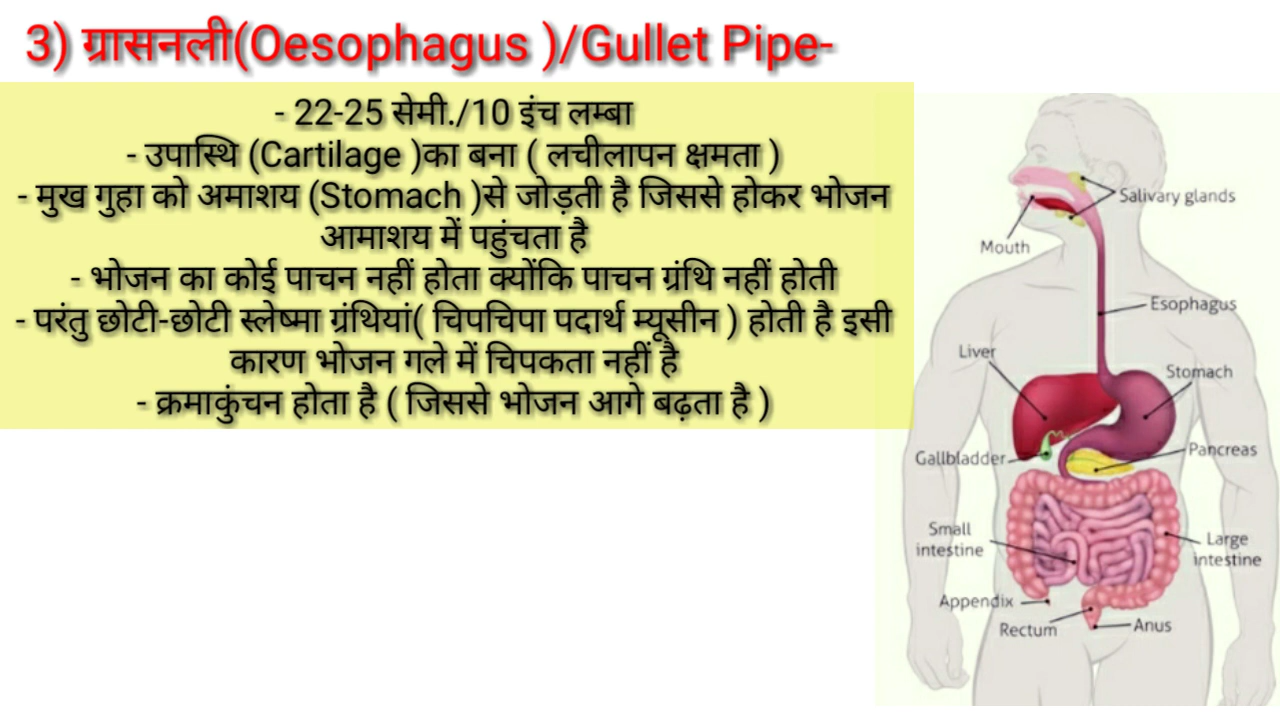 3) ग्रासनली(Oesophagus )/Gullet Pipe-
- 22-25 सेमी./10 इंच लम्बा
- उपास्थि (Cartilage )का बना ( लचीलापन क्षमता )
- मुख गुहा को अमाशय (Stomach )से जोड़ती है जिससे होकर भोजन
आमाशय में पहुंचता है
- भोजन का कोई पाचन नहीं होता क्योंकि पाचन ग्रंथि नहीं होती
- परंतु छोटी-छोटी स्लेष्मा ग्रंथियां( चिपचिपा पदार्थ म्यूसीन ) होती है इसी
कारण भोजन गले में चिपकता नहीं है
- क्रमाकुंचन होता है ( जिससे भोजन आगे बढ़ता है )
Salivary glands
Mouth
Esophagus
Liver
Stomach
Gallbladder
Pancreas
Small
intestine
Large
intestine
Appendix
Rectum
Anus